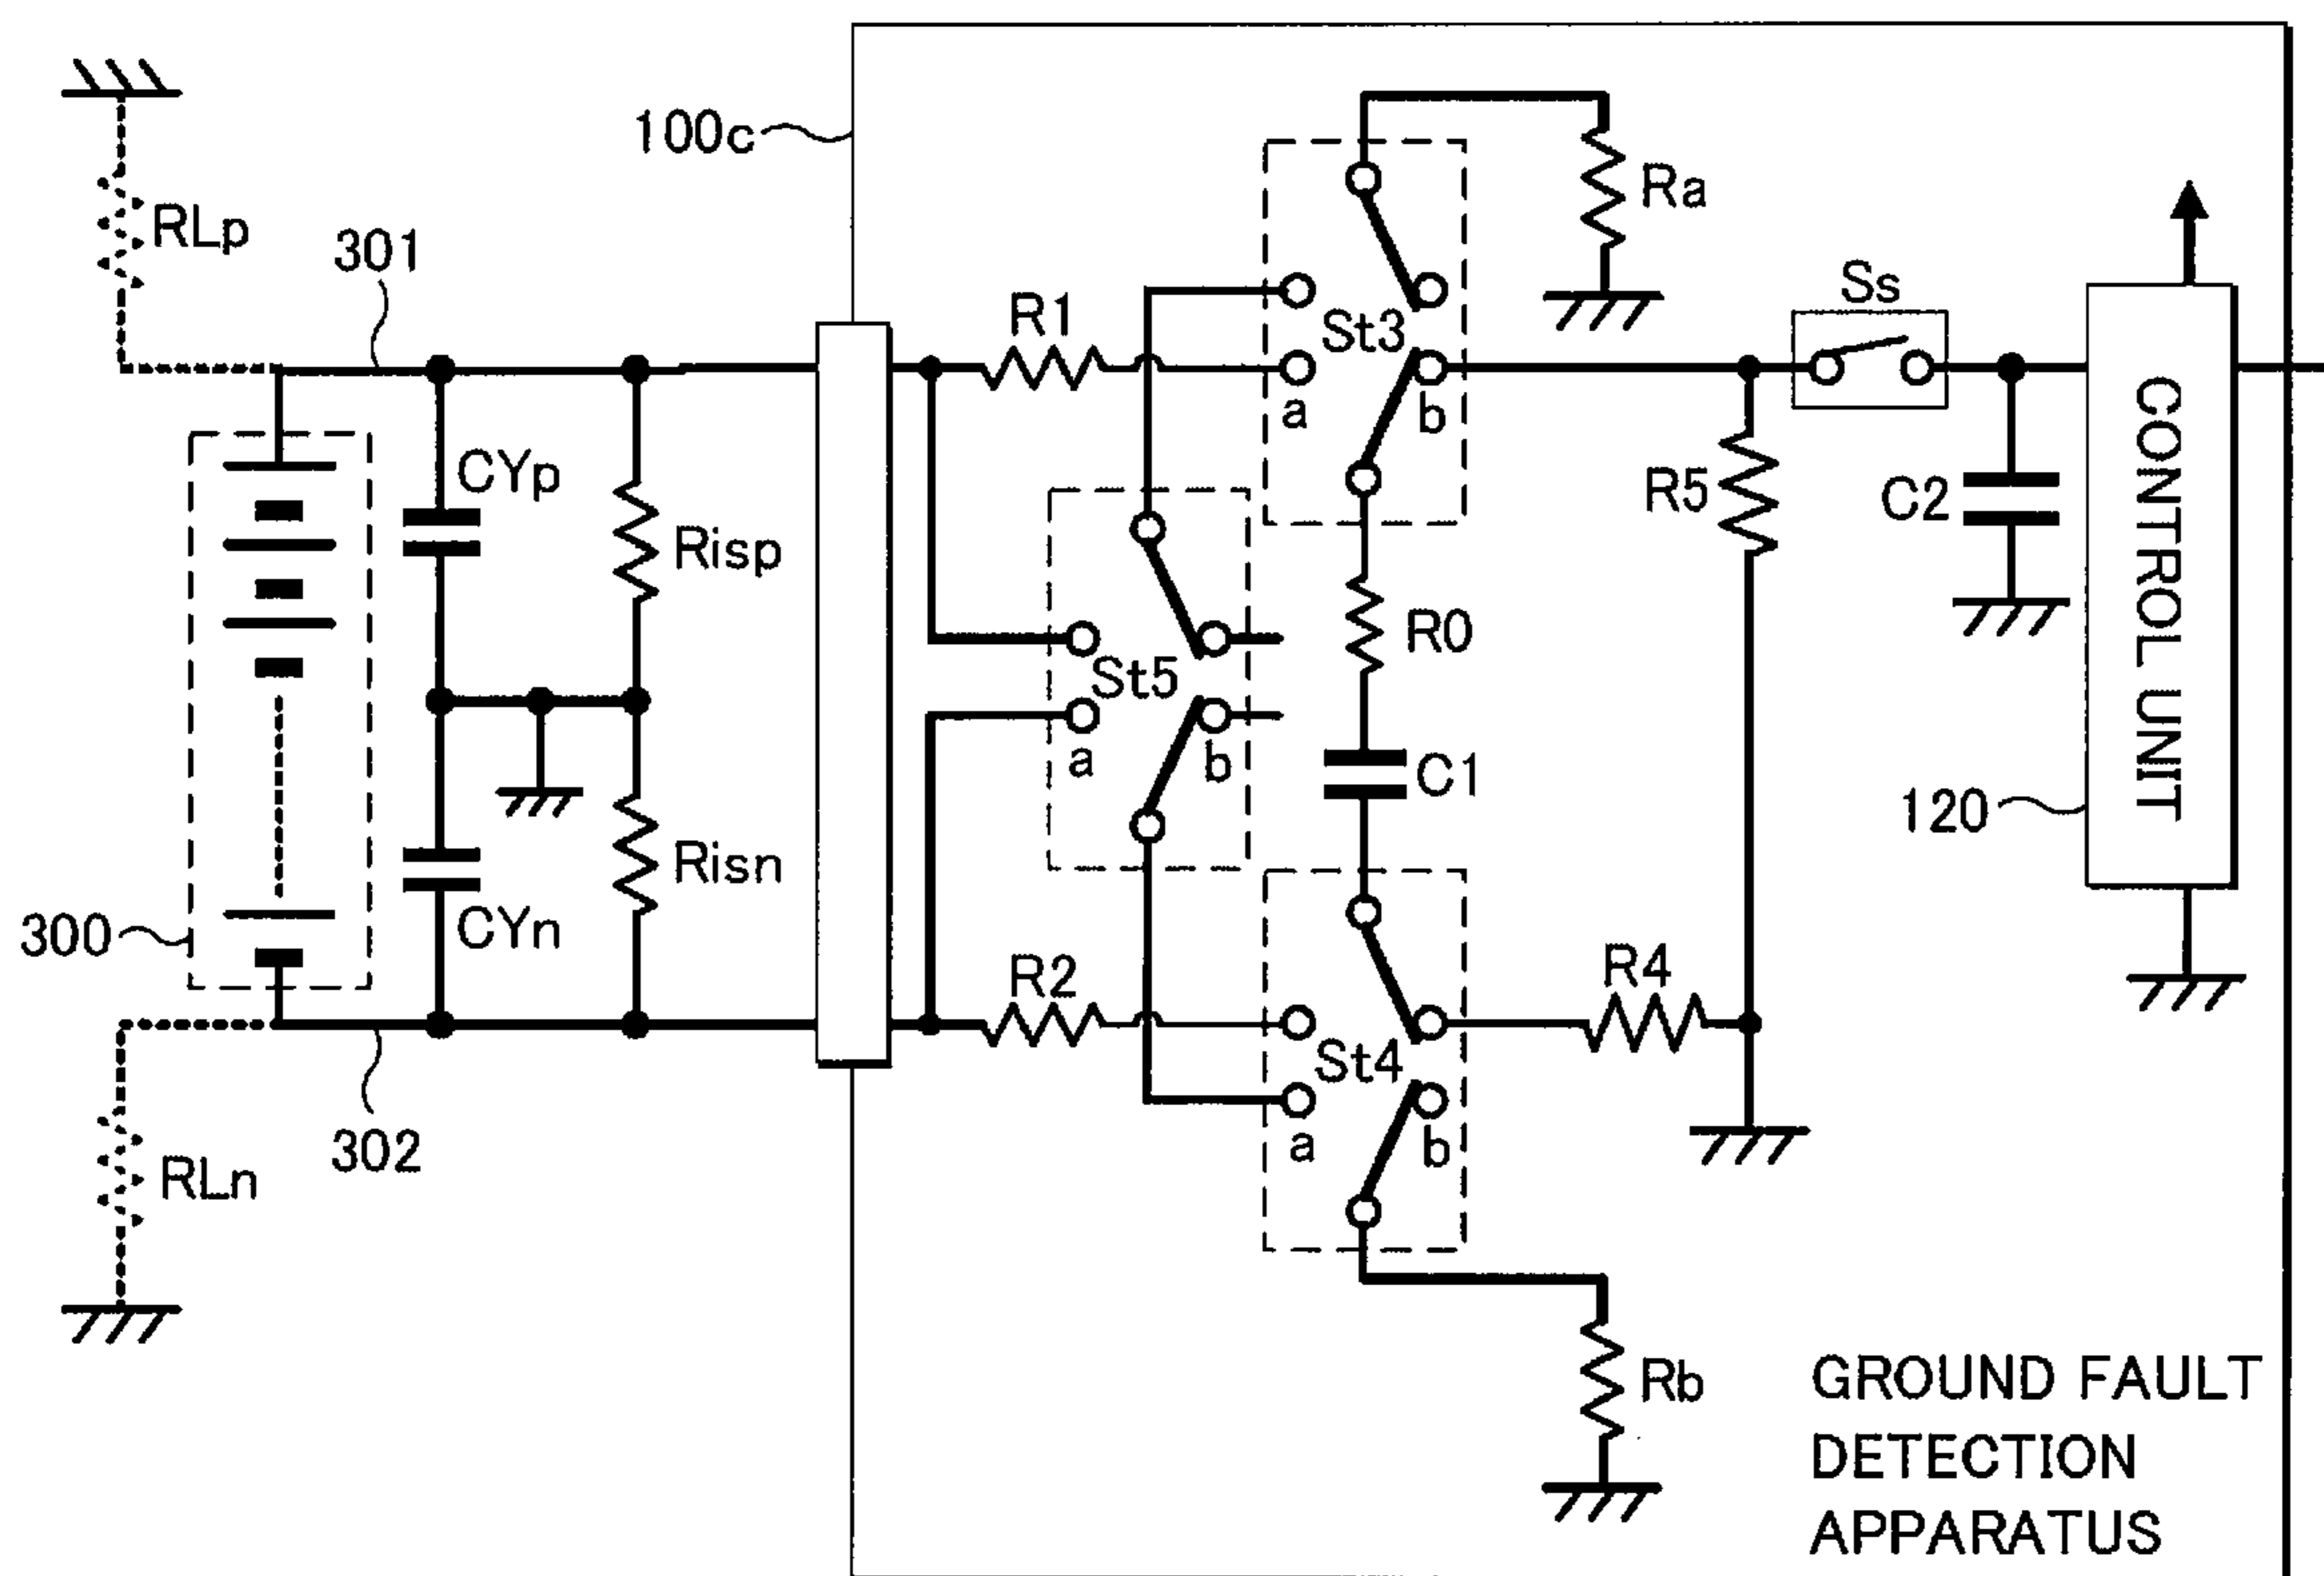 100c
RLp
301
Ra
R1
St3
Ss
a
b
CYp
Risp
R5
C2
CONTROL UNIT
St5
R0
a
b
C1
120
300
CYn
Risn
R2
R4
St4
a
b
302
RLn
Rb
GROUND FAULT
DETECTION
APPARATUS